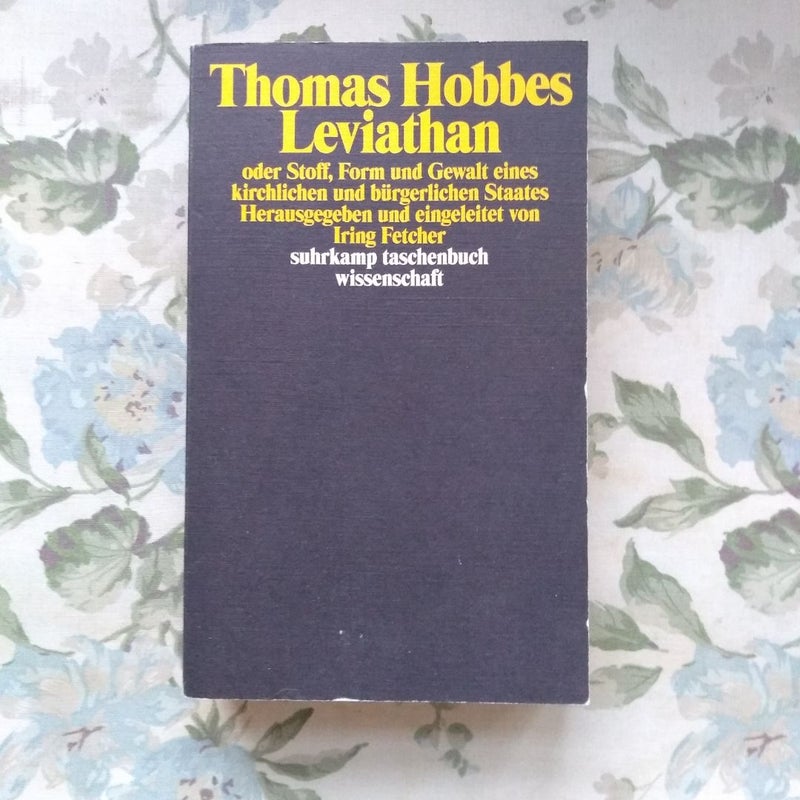 Thomas Hobbes
Leviathan
oder Stoff, Form und Gewalt eines
kirchlichen und bürgerlichen Staates
Herausgegeben und eingeleitet von
Iring Fetcher
suhrkamp taschenbuch
wissenschaft